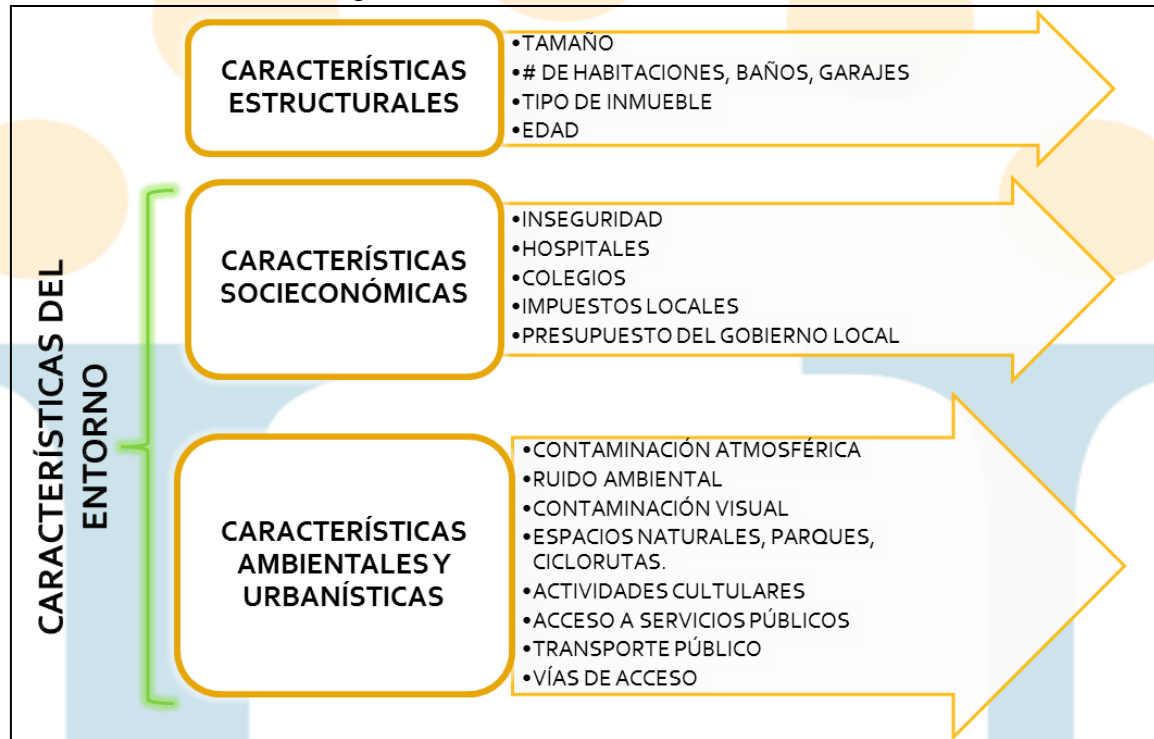 CARACTERÍSTICAS DEL
ENTORNO
CARACTERÍSTICAS
ESTRUCTURALES
•TAMAÑO
•# DE HABITACIONES, BAÑOS, GARAJES
•TIPO DE INMUEBLE
•EDAD
CARACTERÍSTICAS
SOCIECONÓMICAS
•INSEGURIDAD
•HOSPITALES
•COLEGIOS
•IMPUESTOS LOCALES
•PRESUPUESTO DEL GOBIERNO LOCAL
CARACTERÍSTICAS
AMBIENTALES Y
URBANÍSTICAS
•CONTAMINACIÓN ATMOSFÉRICA
•RUIDO AMBIENTAL
•CONTAMINACIÓN VISUAL
•ESPACIOS NATURALES, PARQUES,
CICLORUTAS.
•ACTIVIDADES CULTULARES
•ACCESO A SERVICIOS PÚBLICOS
•TRANSPORTE PÚBLICO
•VÍAS DE ACCESO